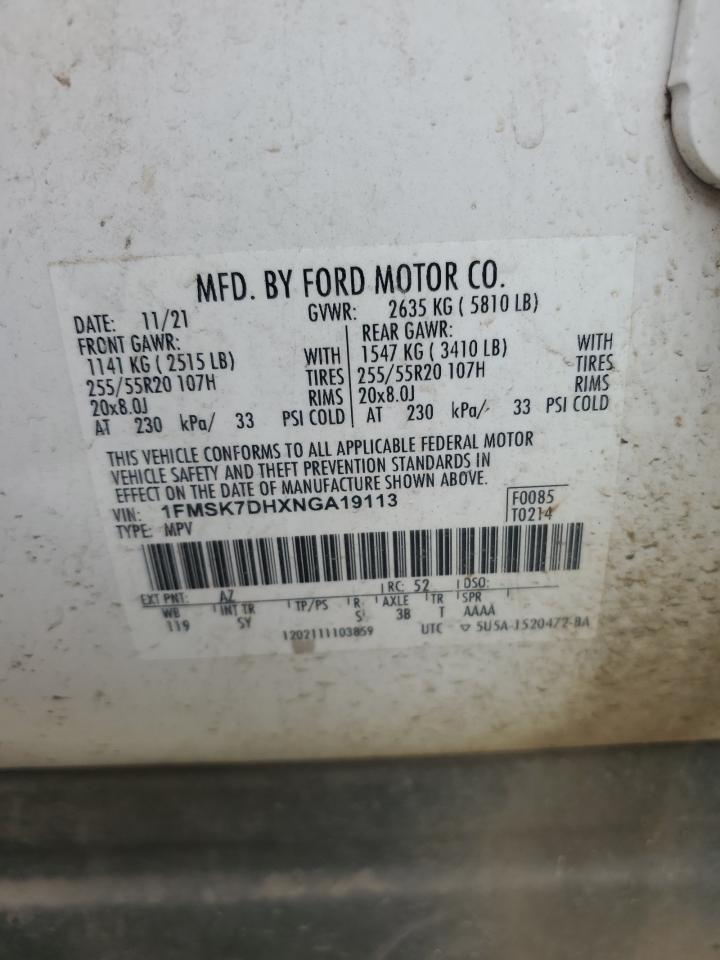 MFD. BY FORD MOTOR CO.
DATE: 11/21 GVWR: 2635 KG ( 5810 LB)
FRONT GAWR: REAR GAWR:
1141 KG ( 2515 LB) WITH 1547 KG ( 3410 LB) WITH
255/55R20 107H TIRES 255/55R20 107H TIRES
20x8.0J RIMS 20x8.0J RIMS
AT 230 kPa/ 33 PSI COLD AT 230 kPa/ 33 PSI COLD
THIS VEHICLE CONFORMS TO ALL APPLICABLE FEDERAL MOTOR
VEHICLE SAFETY AND THEFT PREVENTION STANDARDS IN
EFFECT ON THE DATE OF MANUFACTURE SHOWN ABOVE.
VIN: 1FMSK7DHXNGA19113 F0085
TYPE: MPV T0214
EXT PNT: AZ RC: 52 DSO:
WB INT TR TP/PS R AXLE TR SPR
119 SY S 3B T AAAA
1202111103859 UTC ▽ 5U5A-1520472-BA